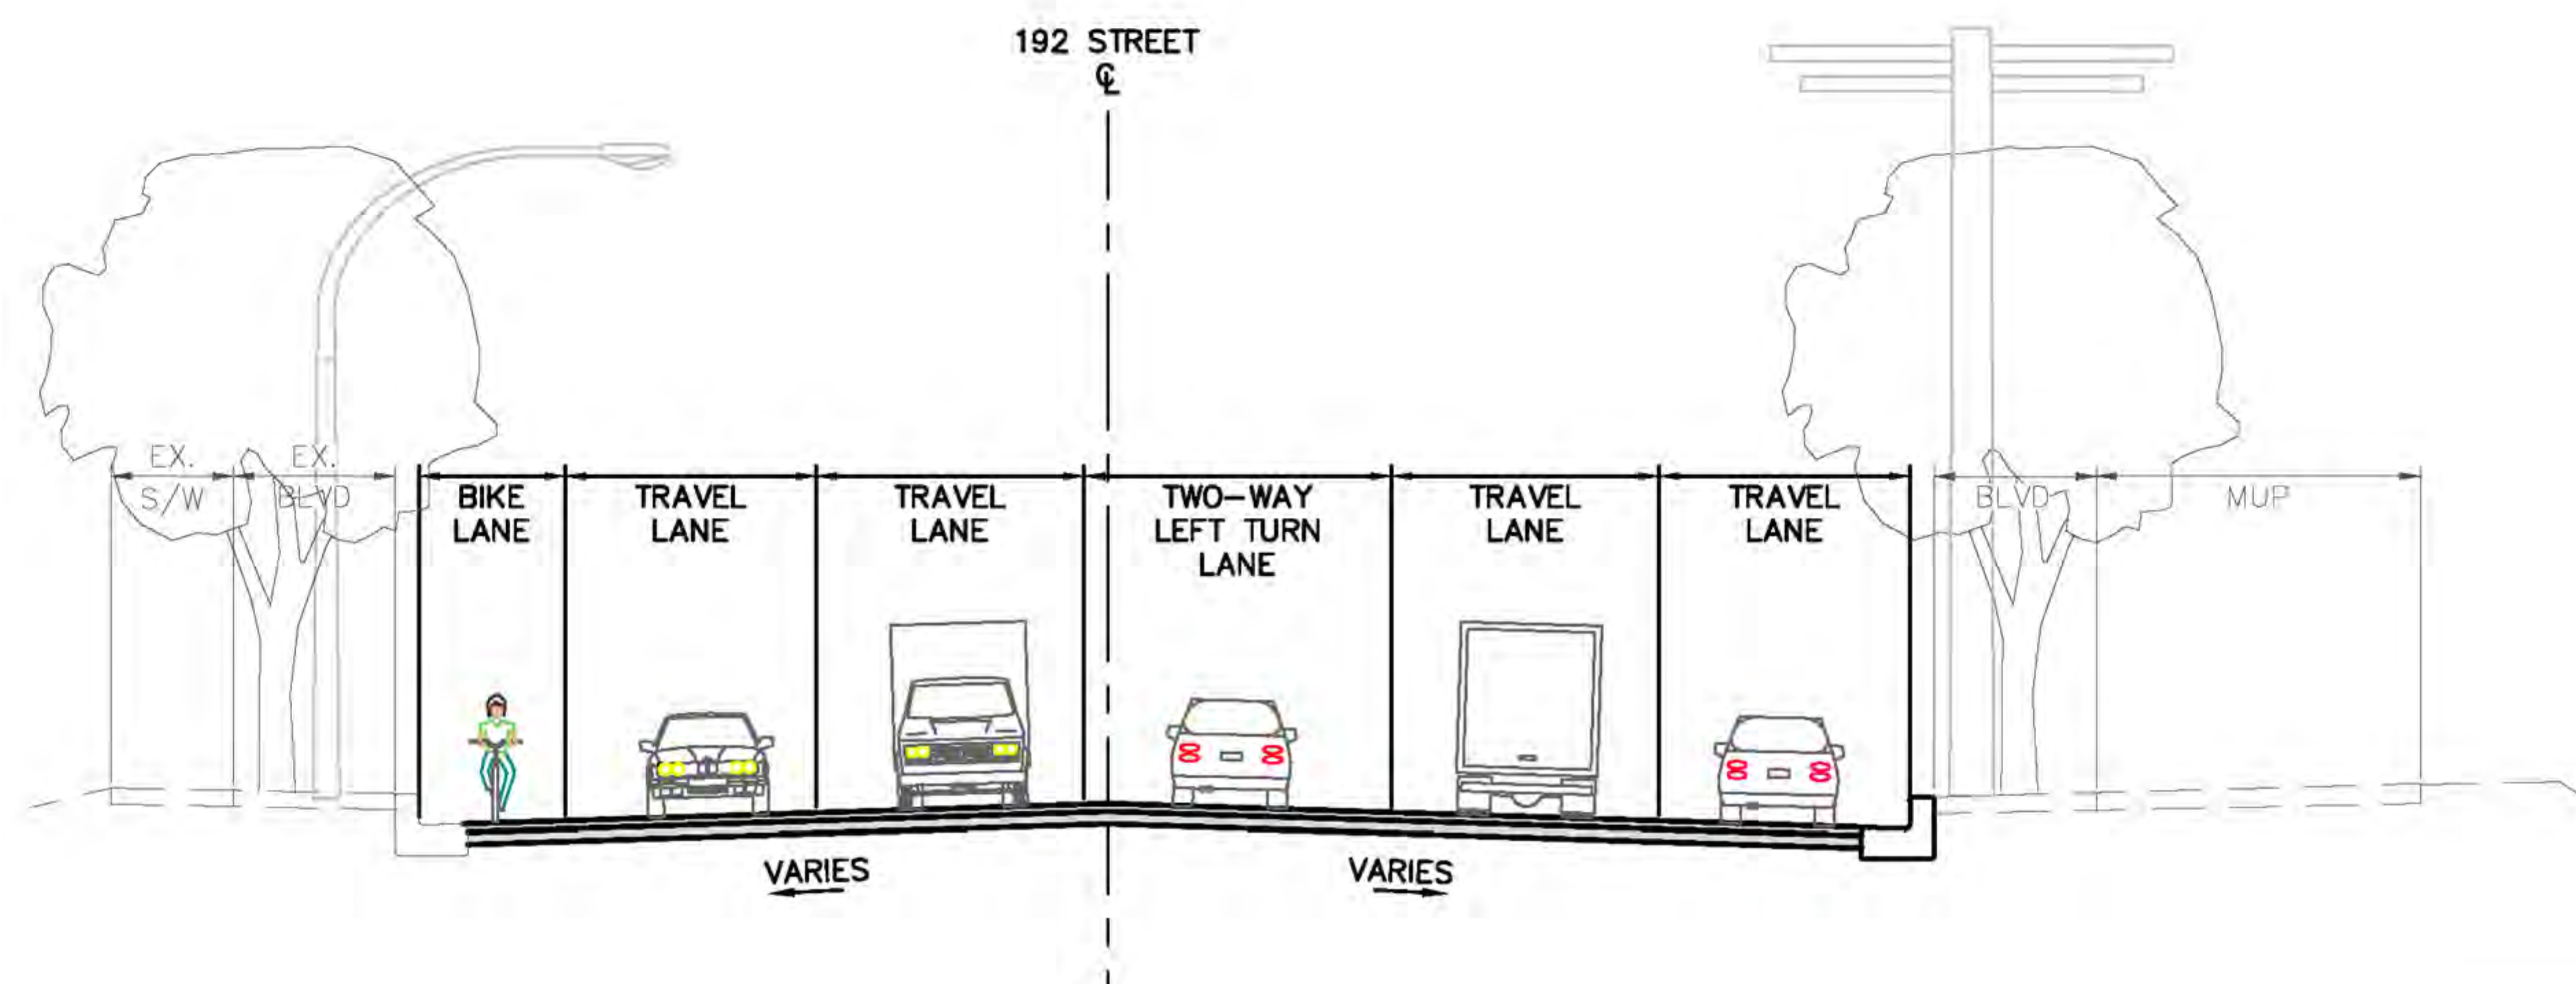 192 STREET
℄
EX.
S/W
EX.
BLVD
BIKE
LANE
TRAVEL
LANE
TRAVEL
LANE
TWO-WAY
LEFT TURN
LANE
TRAVEL
LANE
TRAVEL
LANE
BLVD
MUP
VARIES
VARIES